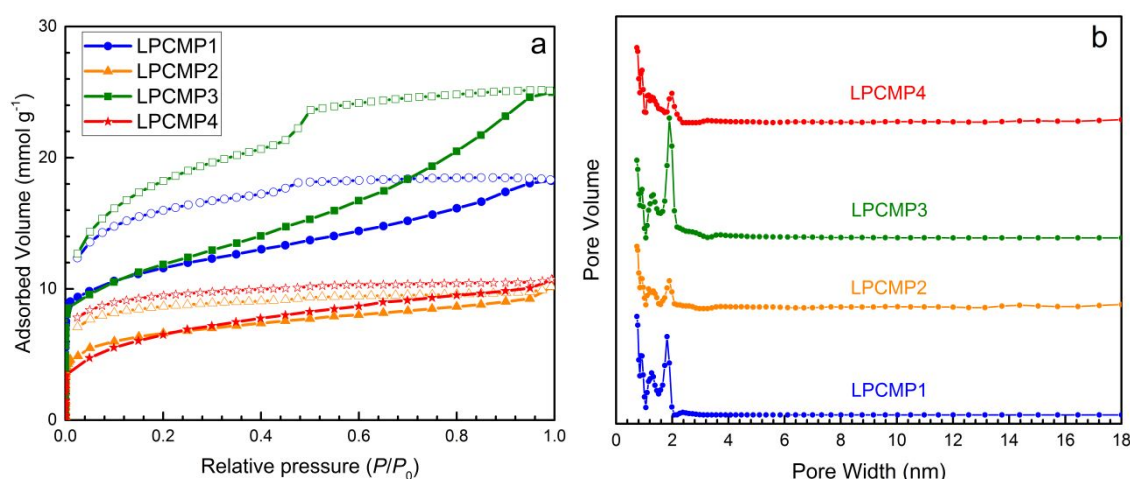 a
30
20
10
0
Adsorbed Volume (mmol g⁻¹)
LPCMP1
LPCMP2
LPCMP3
LPCMP4
0.0 0.2 0.4 0.6 0.8 1.0
Relative pressure (P/P₀)
b
Pore Volume
LPCMP4
LPCMP3
LPCMP2
LPCMP1
0 2 4 6 8 10 12 14 16 18
Pore Width (nm)